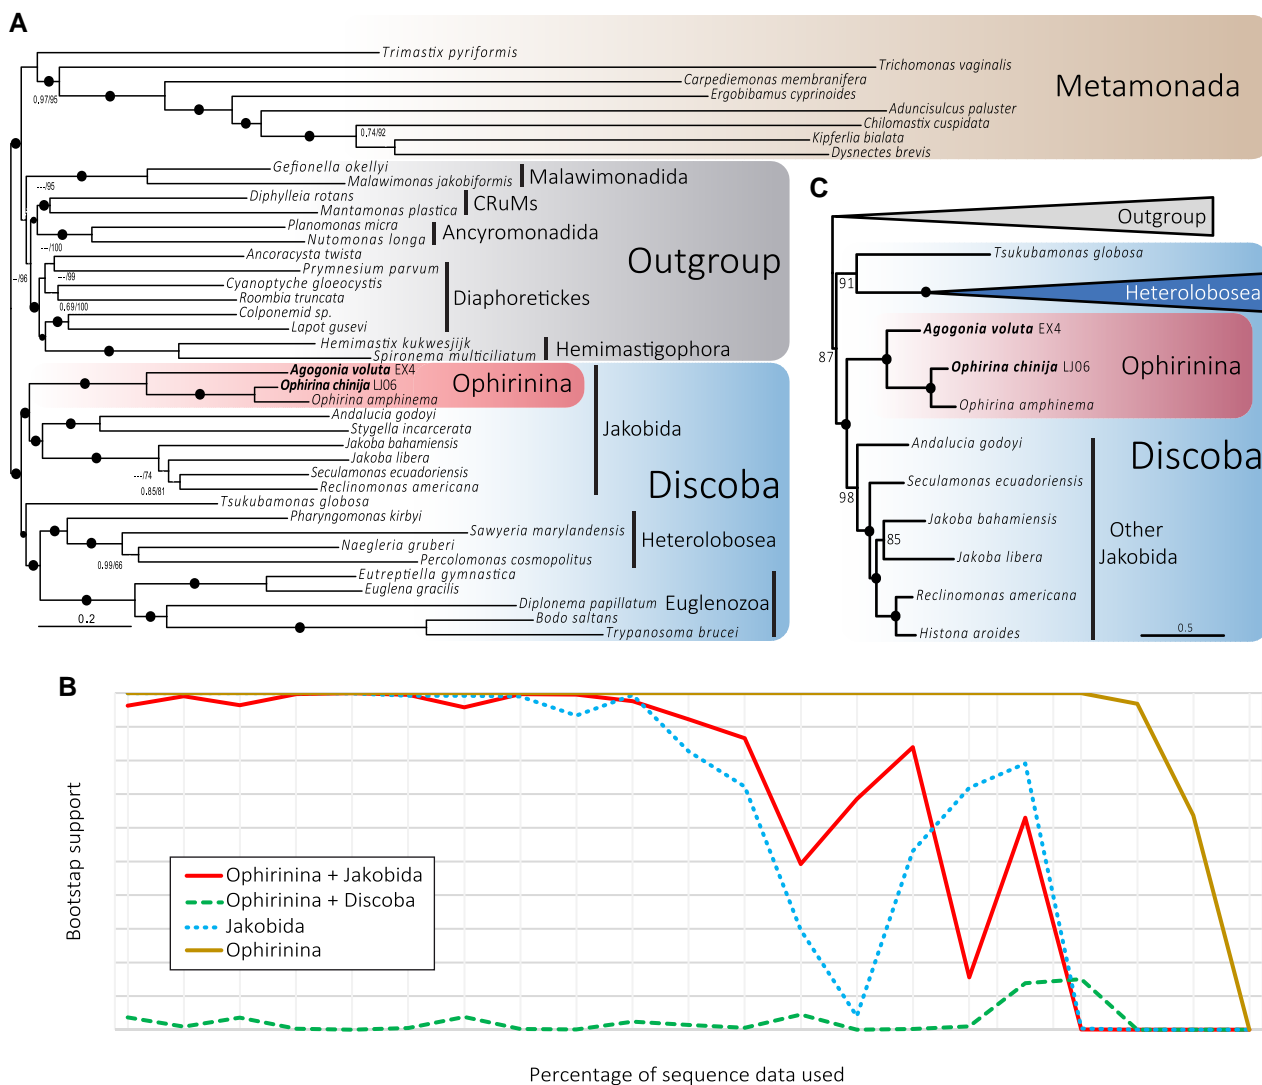 A
Trimastix pyriformis
Trichomonas vaginalis
Carpediemonas membranifera
Ergobibamus cyprinoides
Aduncisulcus paluster
Chilomastix cuspidata
Kipferlia bialata
Dysnectes brevis
0.97/95
0.74/92
Metamonada
Gefionella okellyi
Malawimonas jakobiformis
Malawimonadida
---/95
Diphylleia rotans
Mantamonas plastica
CRuMs
Planomonas micra
Nutomonas longa
Ancyromonadida
---/100
Ancoracysta twista
Prymnesium parvum
---/99
Cyanoptyche gloeocystis
Roombia truncata
0.69/100
Colponemid sp.
Lapot gusevi
Diaphoretickes
--/96
Hemimastix kukwesjijk
Spironema multiciliatum
Hemimastigophora
Outgroup
Agogonia voluta EX4
Ophirina chinija LJ06
Ophirina amphinema
Ophirinina
Andalucia godoyi
Stygella incarcerata
Jakoba bahamiensis
Jakoba libera
---/74
Seculamonas ecuadoriensis
0.85/81
Reclinomonas americana
Jakobida
Discoba
Tsukubamonas globosa
Pharyngomonas kirbyi
Sawyeria marylandensis
Naegleria gruberi
0.99/66
Percolomonas cosmopolitus
Heterolobosea
Eutreptiella gymnastica
Euglena gracilis
Diplonema papillatum
Bodo saltans
Trypanosoma brucei
Euglenozoa
0.2
C
Outgroup
Tsukubamonas globosa
91
Heterolobosea
87
Agogonia voluta EX4
Ophirina chinija LJ06
Ophirina amphinema
Ophirinina
Andalucia godoyi
98
Seculamonas ecuadoriensis
Jakoba bahamiensis
85
Jakoba libera
Reclinomonas americana
Histona aroides
Discoba
Other
Jakobida
0.5
B
Bootstap support
Ophirinina + Jakobida
Ophirinina + Discoba
Jakobida
Ophirinina
Percentage of sequence data used